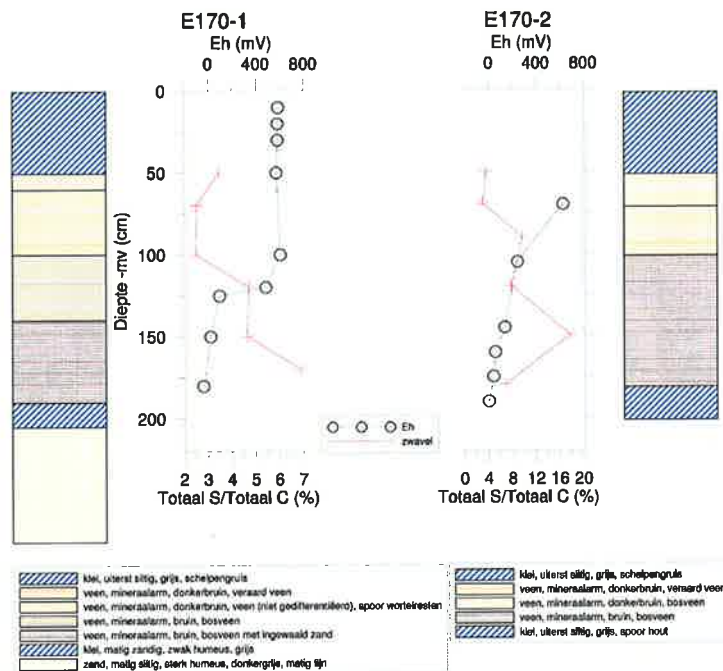 E170-1
Eh (mV)
0 400 800
E170-2
Eh (mV)
0 400 800
Diepte -mv (cm)
0
50
100
150
200
Eh
zwavel
2 3 4 5 6 7
Totaal S/Totaal C (%)
0 4 8 12 16 20
Totaal S/Totaal C (%)
klei, uiterst siltig, grijs, schelpengruis
veen, mineraalarm, donkerbruin, veraard veen
veen, mineraalarm, donkerbruin, veen (niet gedifferentiëerd), spoor wortelresten
veen, mineraalarm, bruin, bosveen
veen, mineraalarm, bruin, bosveen met ingewaaid zand
klei, matig zandig, zwak humeus, grijs
zand, matig siltig, sterk humeus, donkergrijs, matig fijn
klei, uiterst siltig, grijs, schelpengruis
veen, mineraalarm, donkerbruin, veraard veen
veen, mineraalarm, donkerbruin, bosveen
veen, mineraalarm, bruin, bosveen
klei, uiterst siltig, grijs, spoor hout